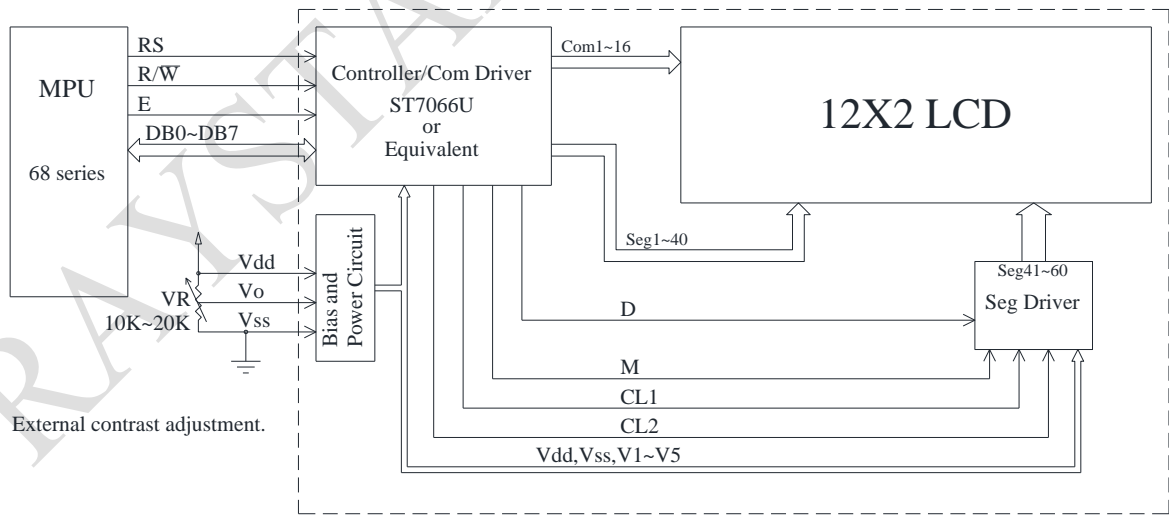 RAYSTA
MPU
68 series
RS
R/W̅
E
DB0~DB7
Controller/Com Driver
ST7066U
or
Equivalent
Com1~16
12X2 LCD
Seg1~40
Seg41~60
Seg Driver
Vdd
Vo
Vss
VR
10K~20K
Bias and
Power Circuit
D
M
CL1
CL2
Vdd,Vss,V1~V5
External contrast adjustment.